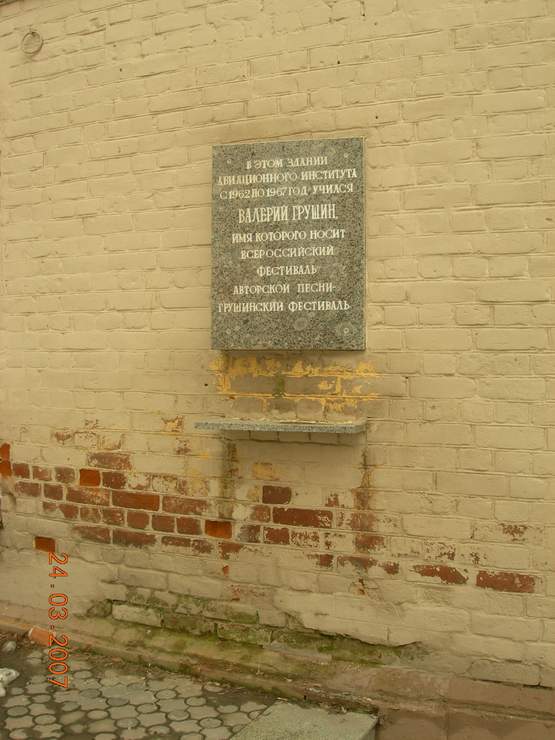 В ЭТОМ ЗДАНИИ
АВИАЦИОННОГО ИНСТИТУТА
С 1962 ПО 1967 ГОД УЧИЛСЯ
ВАЛЕРИЙ ГРУШИН,
ИМЯ КОТОРОГО НОСИТ
ВСЕРОССИЙСКИЙ
ФЕСТИВАЛЬ
АВТОРСКОЙ ПЕСНИ-
ГРУШИНСКИЙ ФЕСТИВАЛЬ
24.03.2007